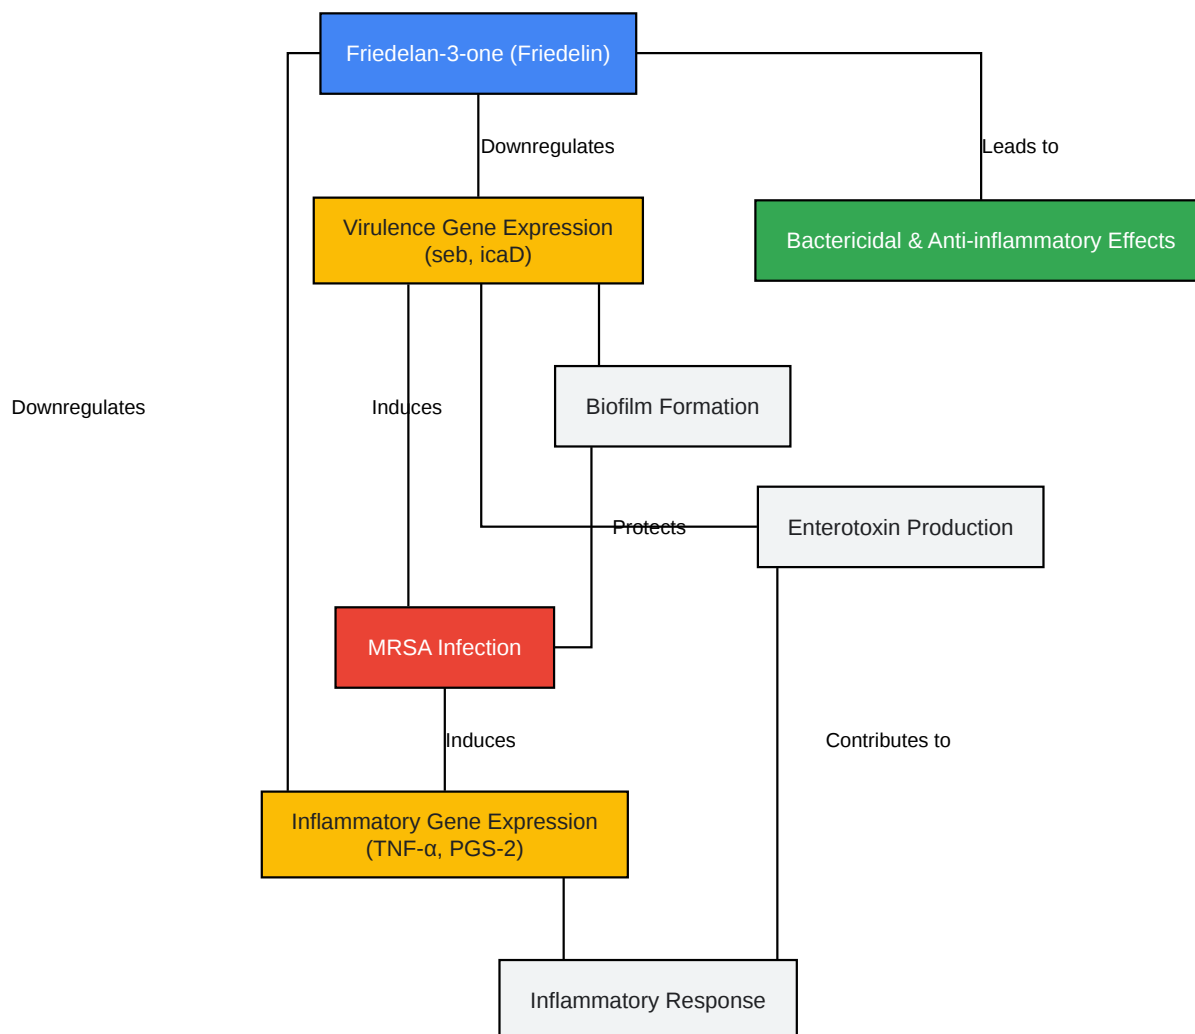 Friedelan-3-one (Friedelin)
Downregulates
Leads to
Virulence Gene Expression
(seb, icaD)
Bactericidal & Anti-inflammatory Effects
Biofilm Formation
Downregulates
Induces
Protects
Enterotoxin Production
MRSA Infection
Induces
Contributes to
Inflammatory Gene Expression
(TNF-α, PGS-2)
Inflammatory Response